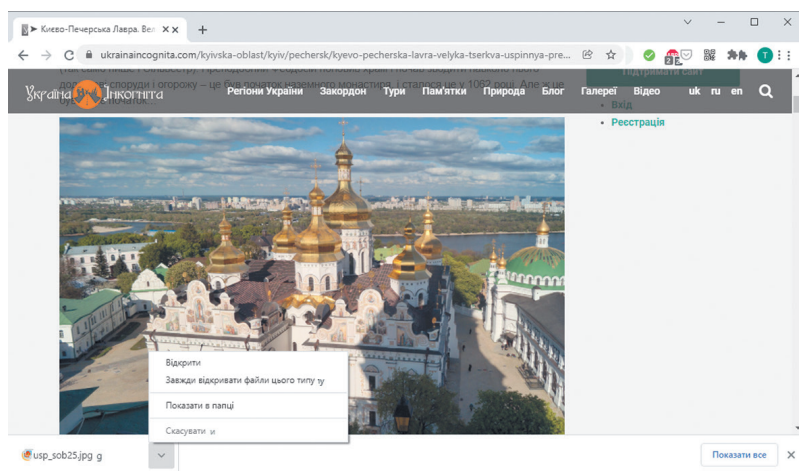 Києво-Печерська Лавра. Вел
ukrainaincognita.com/kyivska-oblast/kyiv/pechersk/kyevo-pecherska-lavra-velyka-tserkva-uspinnya-pre...
T
Підтримати сайт
Україна Інкогніта
Регіони України Закордон Тури Пам'ятки Природа Блог Галереї Відео uk ru en
початок...
• Вхід
• Реєстрація
Відкрити
Завжди відкривати файли цього типу ту
Показати в папці
Скасувати и
usp_sob25.jpg g
Показати все